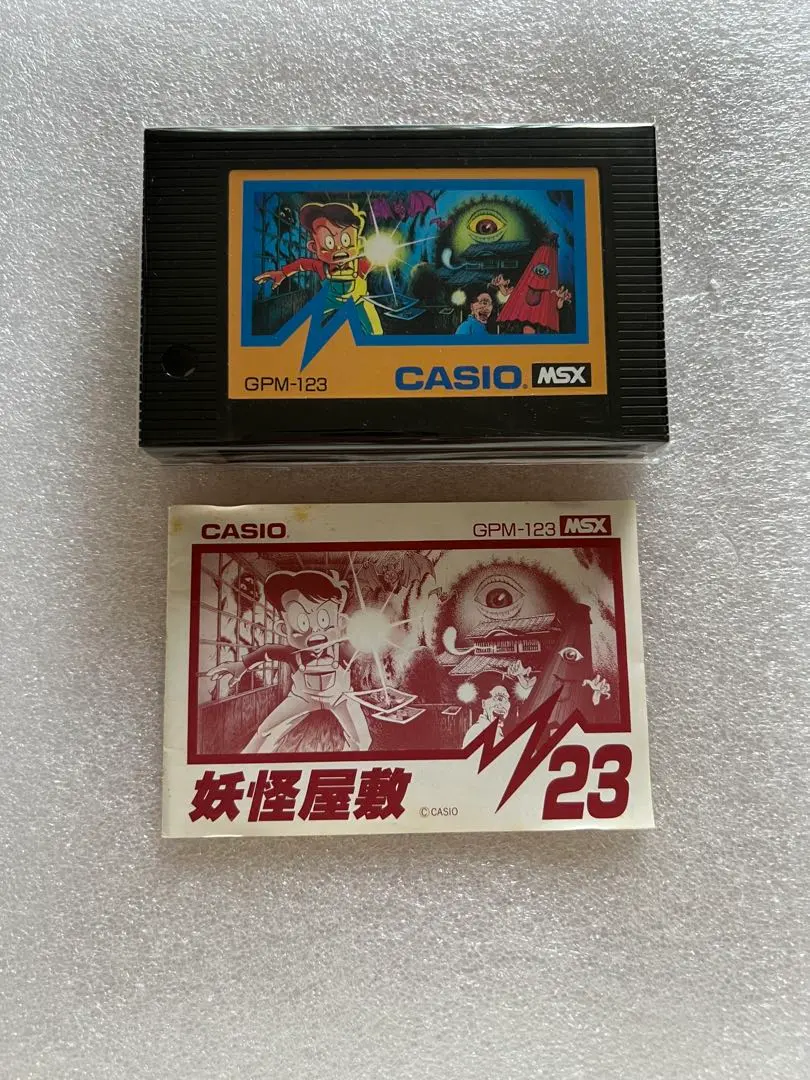 GPM-123 CASIO® MSX
CASIO® GPM-123 MSX
妖怪屋敷 ©CASIO 23